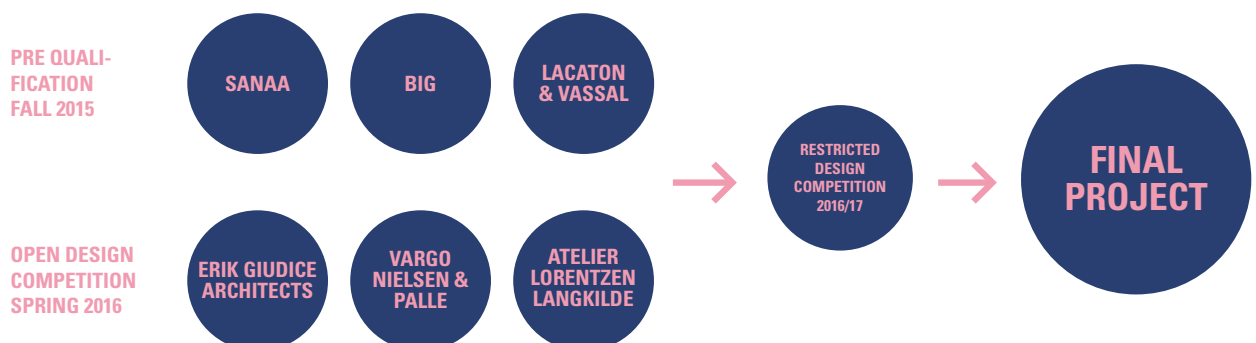 PRE QUALI-
FICATION
FALL 2015
SANAA
BIG
LACATON
& VASSAL
OPEN DESIGN
COMPETITION
SPRING 2016
ERIK GIUDICE
ARCHITECTS
VARGO
NIELSEN &
PALLE
ATELIER
LORENTZEN
LANGKILDE
RESTRICTED
DESIGN
COMPETITION
2016/17
FINAL
PROJECT